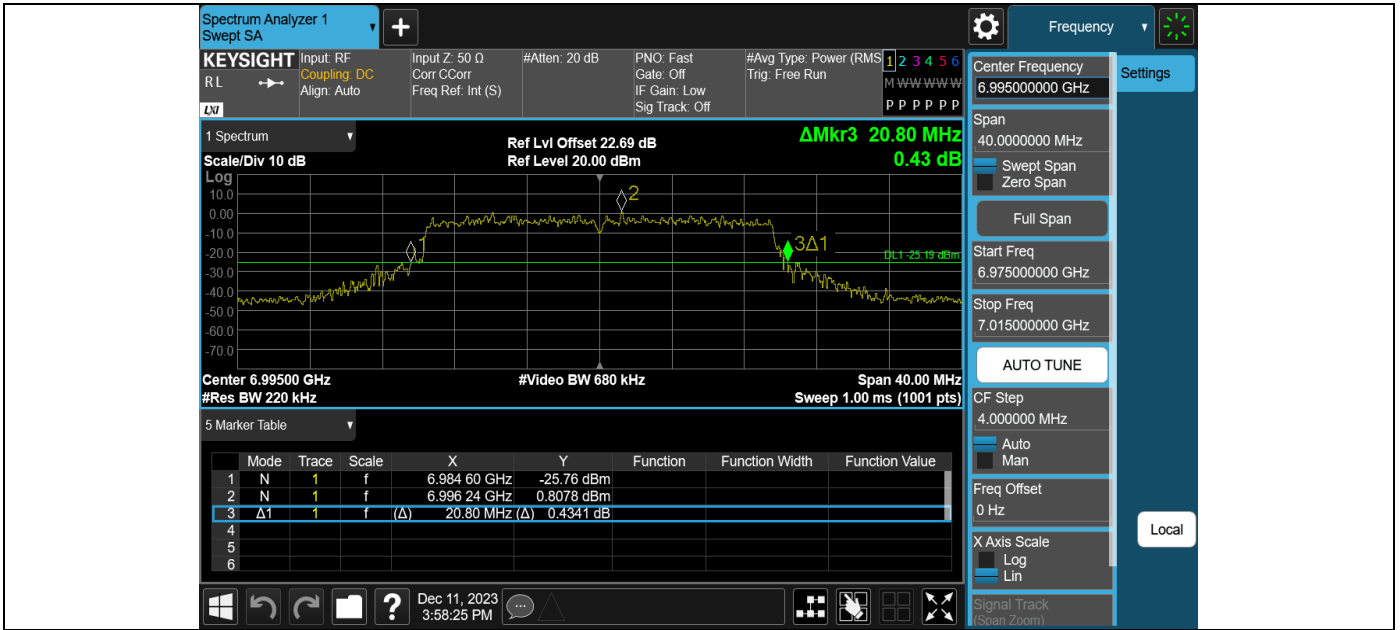 Spectrum Analyzer 1
Swept SA
+
Frequency
KEYSIGHT
RL
LXI
Input: RF
Coupling: DC
Align: Auto
Input Z: 50 Ω
Corr CCorr
Freq Ref: Int (S)
#Atten: 20 dB
PNO: Fast
Gate: Off
IF Gain: Low
Sig Track: Off
#Avg Type: Power (RMS
Trig: Free Run
1 2 3 4 5 6
M W W W W W
P P P P P P
1 Spectrum
Scale/Div 10 dB
Log
Ref Lvl Offset 22.69 dB
Ref Level 20.00 dBm
ΔMkr3 20.80 MHz
0.43 dB
10.0
0.00
-10.0
-20.0
-30.0
-40.0
-50.0
-60.0
-70.0
1
2
3Δ1
DL1 -25.19 dBm
Center 6.99500 GHz
#Video BW 680 kHz
Span 40.00 MHz
#Res BW 220 kHz
Sweep 1.00 ms (1001 pts)
5 Marker Table
Mode Trace Scale X Y Function Function Width Function Value
1 N 1 f 6.984 60 GHz -25.76 dBm
2 N 1 f 6.996 24 GHz 0.8078 dBm
3 Δ1 1 f (Δ) 20.80 MHz (Δ) 0.4341 dB
4
5
6
?
Dec 11, 2023
3:58:25 PM
Center Frequency
6.995000000 GHz
Settings
Span
40.0000000 MHz
Swept Span
Zero Span
Full Span
Start Freq
6.975000000 GHz
Stop Freq
7.015000000 GHz
AUTO TUNE
CF Step
4.000000 MHz
Auto
Man
Freq Offset
0 Hz
X Axis Scale
Log
Lin
Signal Track
(Span Zoom)
Local